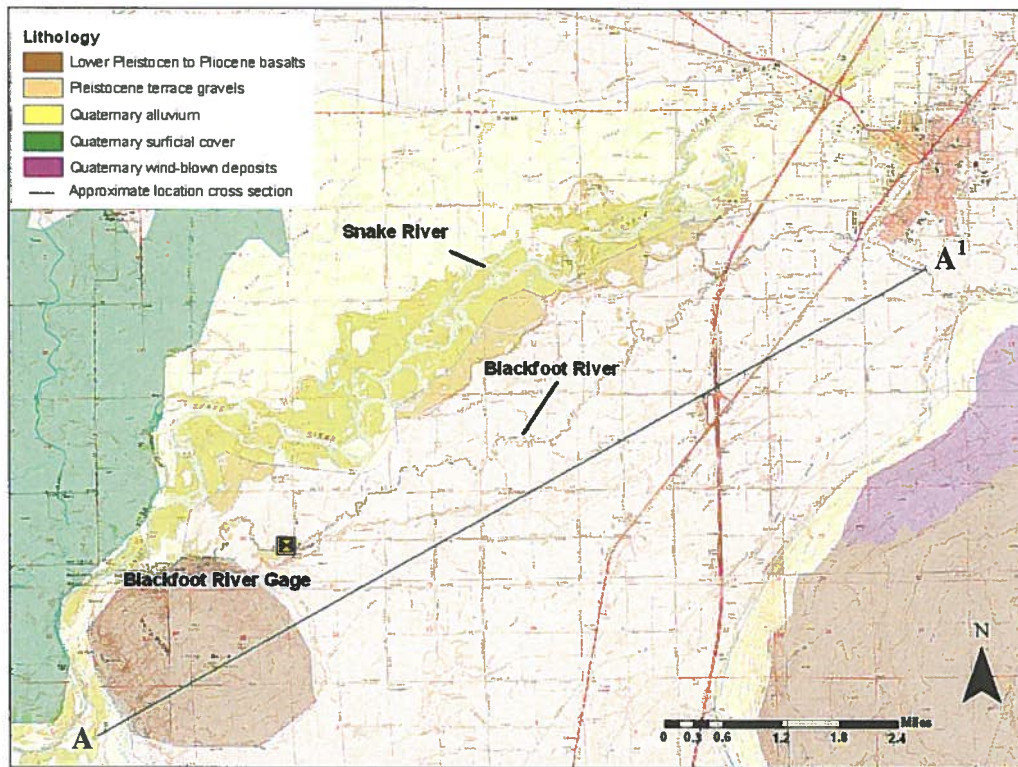 Lithology
Lower Pleistocen to Pliocene basalts
Pleistocene terrace gravels
Quaternary alluvium
Quaternary surficial cover
Quaternary wind-blown deposits
Approximate location cross section
Snake River
A¹
Blackfoot River
Blackfoot River Gage
N
A
Miles
0 0.3 0.6 1.2 1.8 2.4